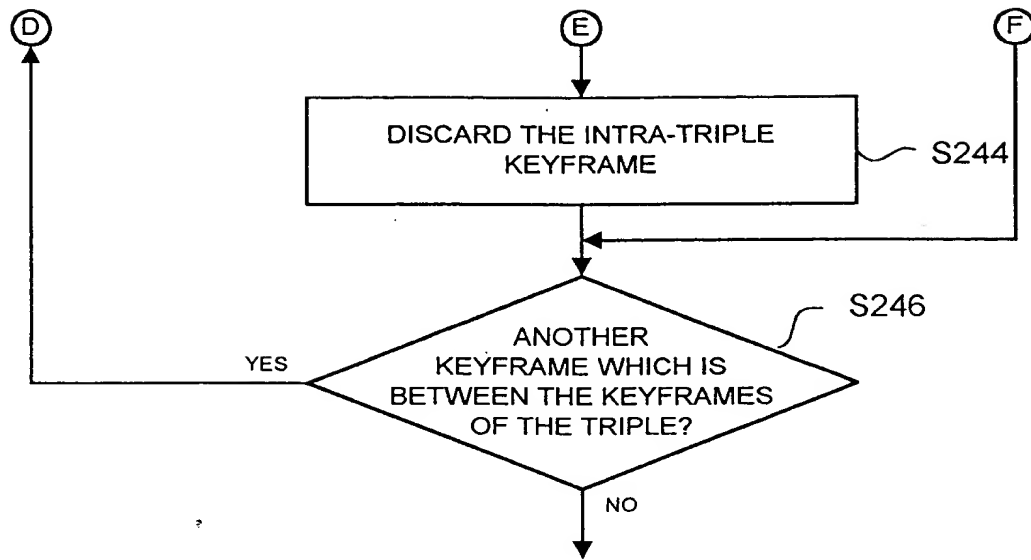 D
E
F
DISCARD THE INTRA-TRIPLE
KEYFRAME
S244
S246
ANOTHER
KEYFRAME WHICH IS
BETWEEN THE KEYFRAMES
OF THE TRIPLE?
YES
NO